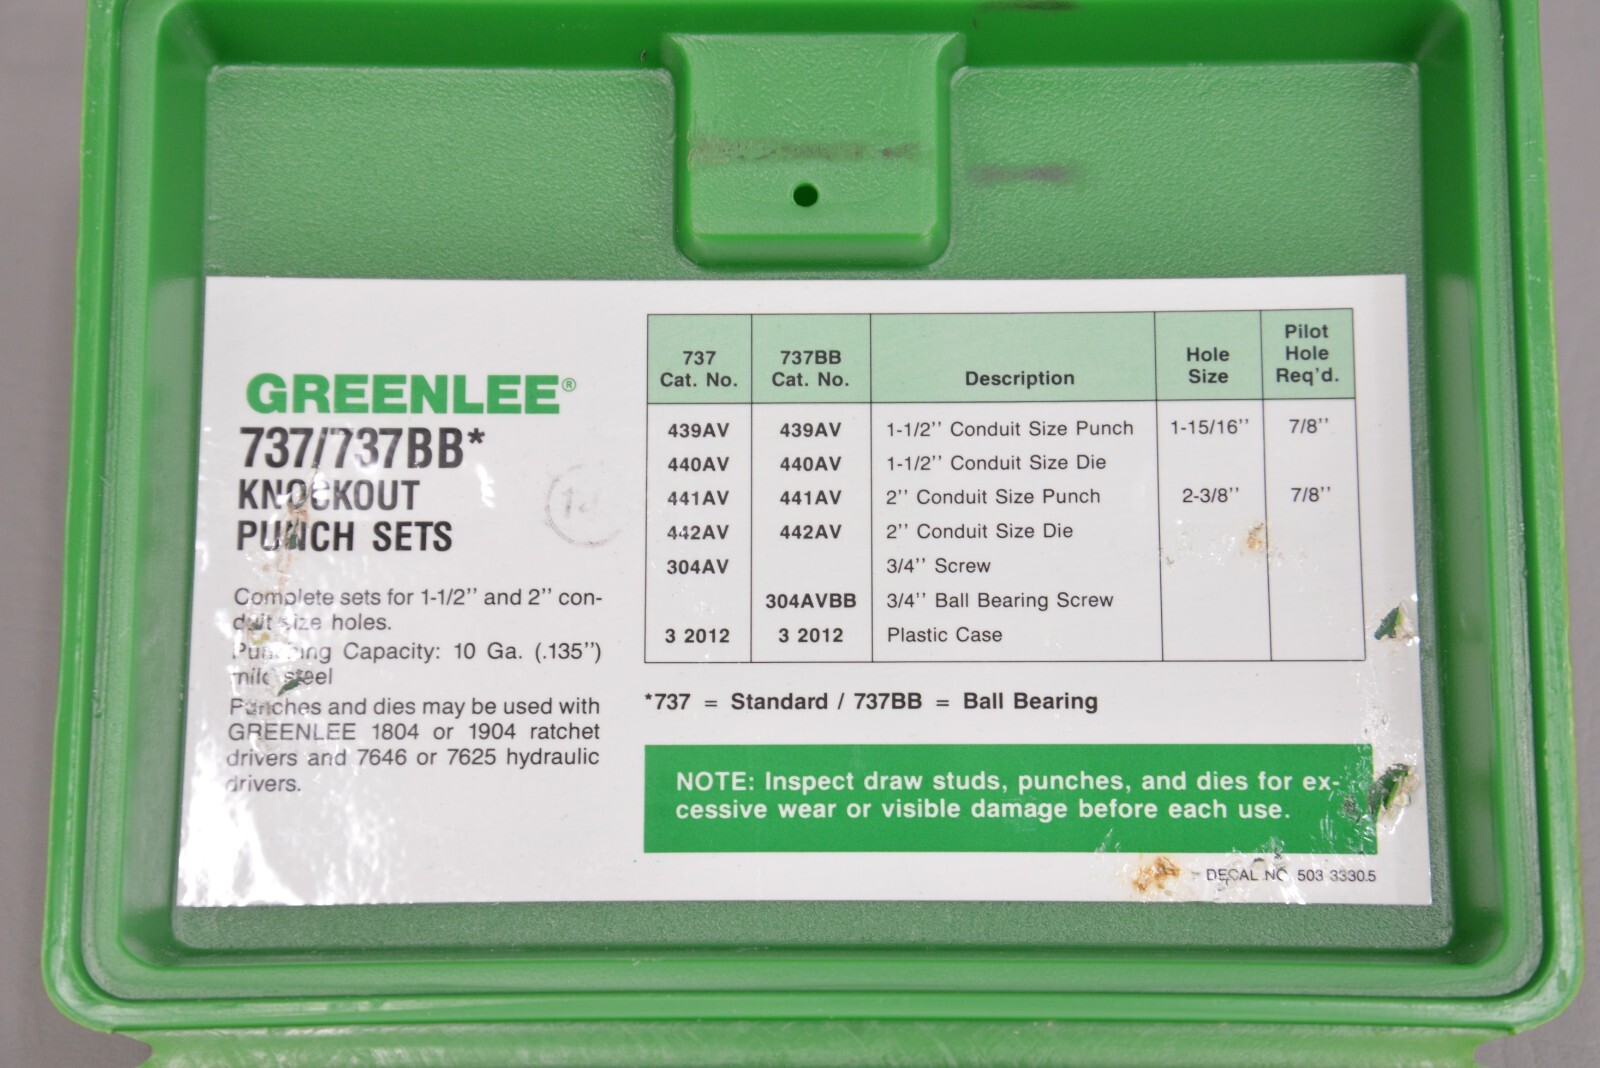 GREENLEE®
737/737BB*
KNOCKOUT
PUNCH SETS
Complete sets for 1-1/2'' and 2'' con-
duit size holes.
Punching Capacity: 10 Ga. (.135'')
mild steel
Punches and dies may be used with
GREENLEE 1804 or 1904 ratchet
drivers and 7646 or 7625 hydraulic
drivers.
737 Cat. No. 737BB Cat. No. Description Hole Size Pilot Hole Req'd.
439AV 439AV 1-1/2'' Conduit Size Punch 1-15/16'' 7/8''
440AV 440AV 1-1/2'' Conduit Size Die
441AV 441AV 2'' Conduit Size Punch 2-3/8'' 7/8''
442AV 442AV 2'' Conduit Size Die
304AV 3/4'' Screw
304AVBB 3/4'' Ball Bearing Screw
3 2012 3 2012 Plastic Case
*737 = Standard / 737BB = Ball Bearing
NOTE: Inspect draw studs, punches, and dies for ex-
cessive wear or visible damage before each use.
DECAL NO 503 3330.5